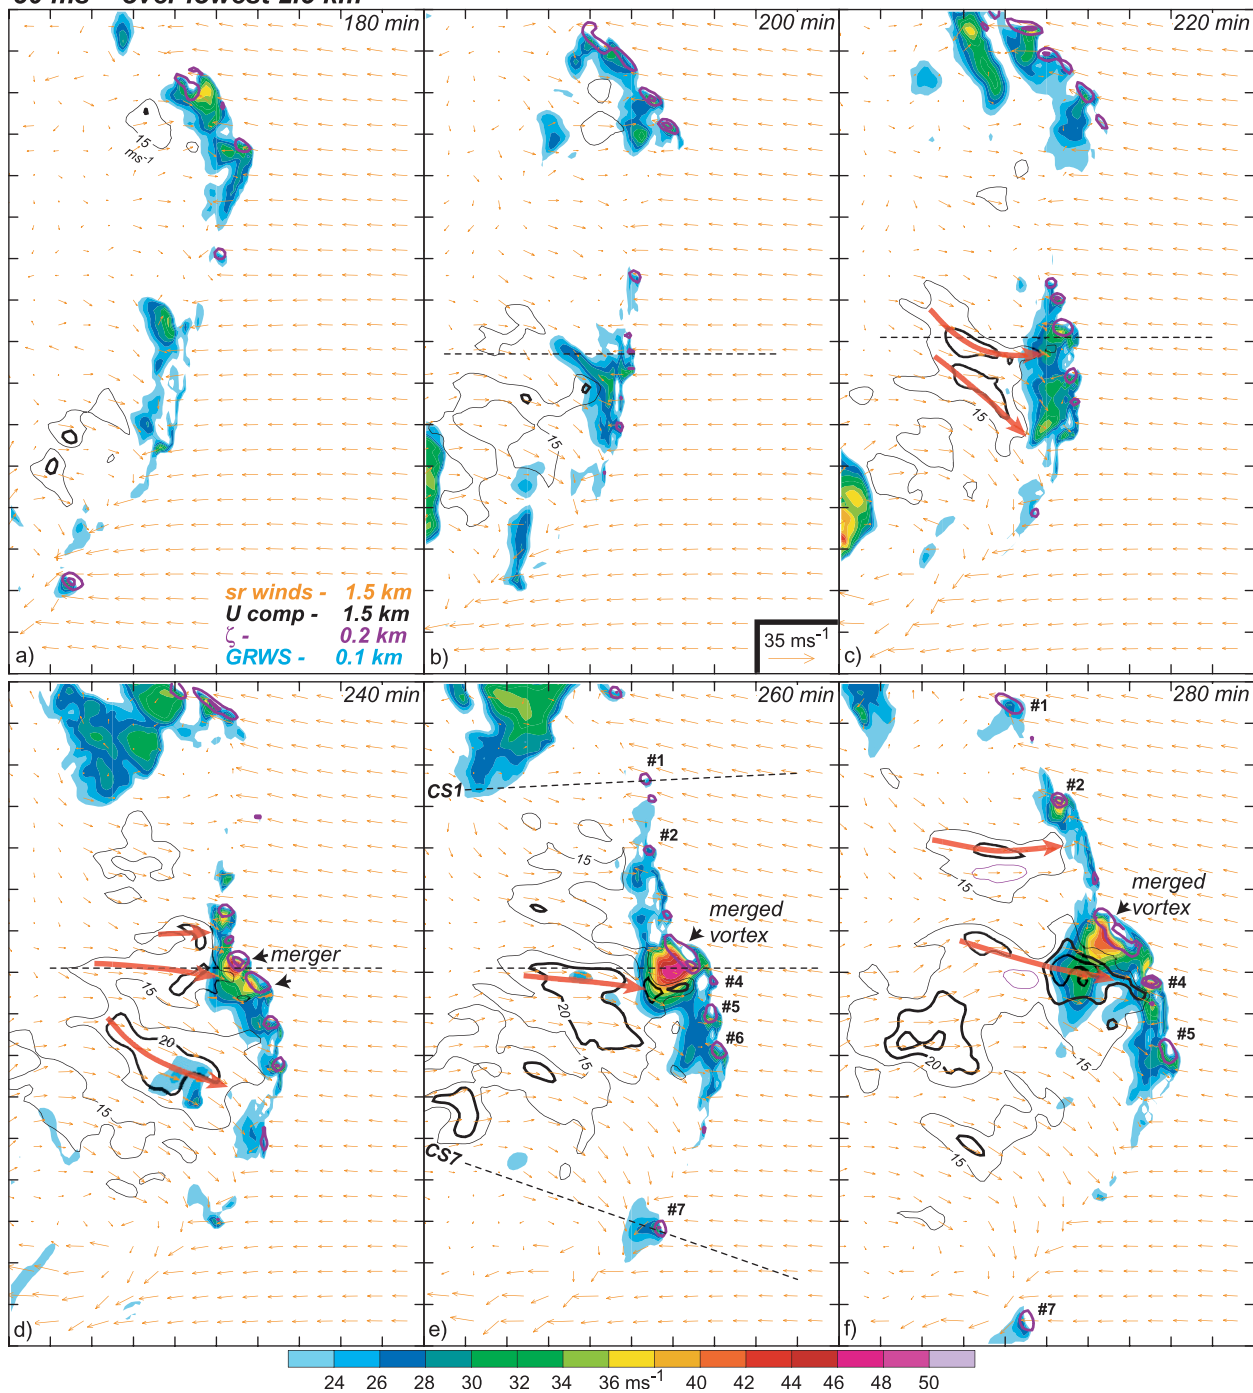 180 min
15
ms⁻¹
sr winds - 1.5 km
U comp - 1.5 km
ζ - 0.2 km
GRWS - 0.1 km
a)
200 min
15
35 ms⁻¹
b)
220 min
15
c)
240 min
merger
15
20
15
d)
260 min
#1
CS1
#2
15
merged
vortex
#4
#5
20
#6
15
CS7
#7
e)
280 min
#1
#2
15
merged
vortex
#4
#5
20
15
15
#7
f)
24 26 28 30 32 34 36 ms⁻¹ 40 42 44 46 48 50